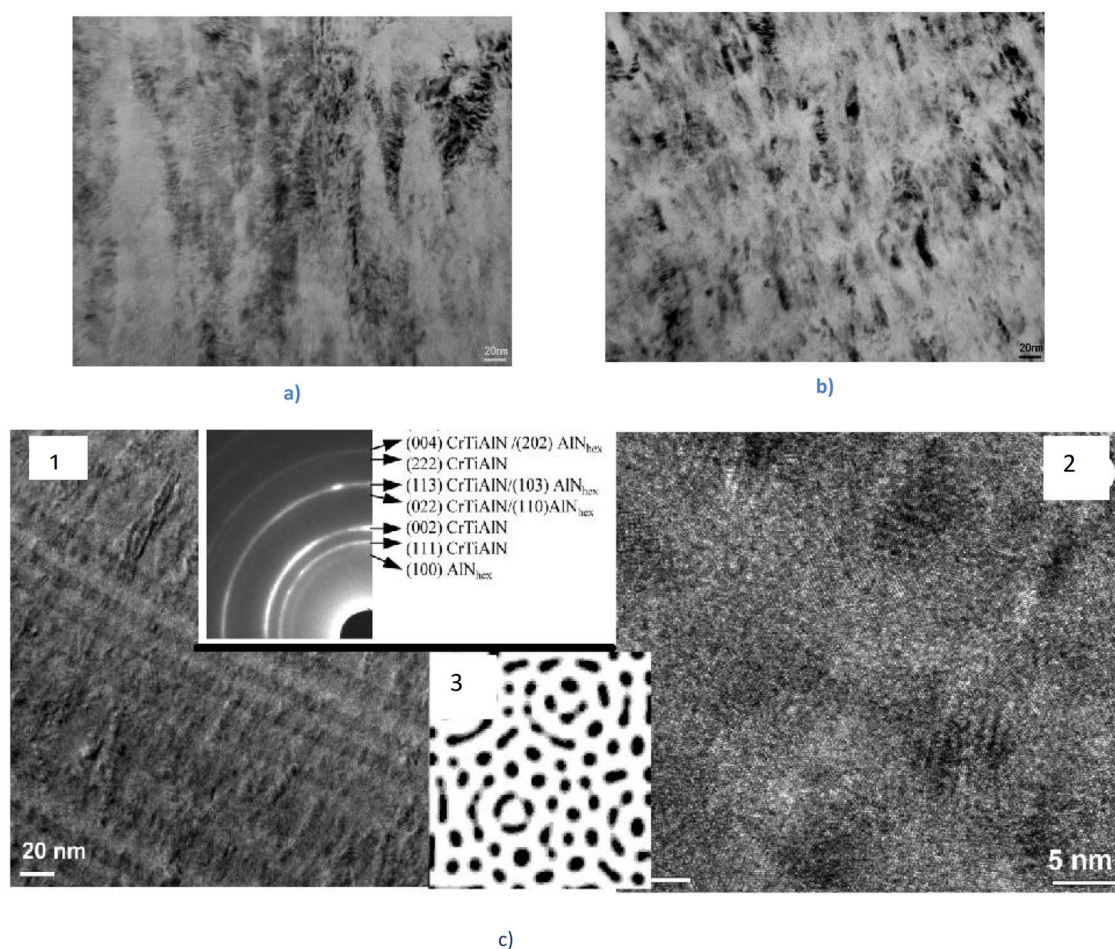 20nm
20nm
a)
b)
1
(004) CrTiAlN /(202) AlNhex
(222) CrTiAlN
(113) CrTiAlN/(103) AlNhex
(022) CrTiAlN/(110)AlNhex
(002) CrTiAlN
(111) CrTiAlN
(100) AlNhex
2
3
20 nm
5 nm
c)